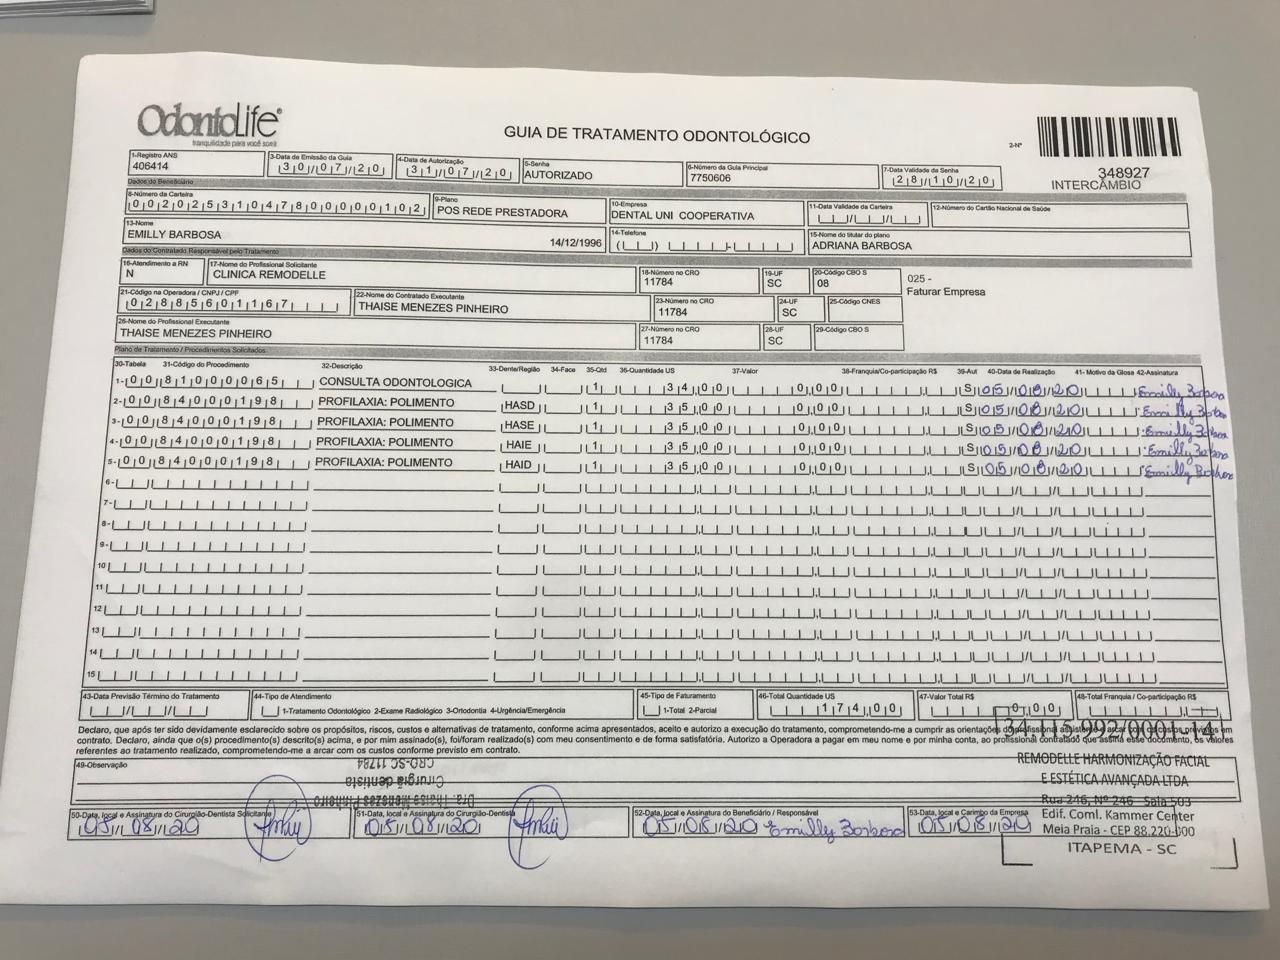 OdontoLife®
tranquilidade para você sorrir
GUIA DE TRATAMENTO ODONTOLÓGICO
2-Nº
348927
INTERCÂMBIO
1-Registro ANS
406414
3-Data de Emissão da Guia
30/07/20
4-Data de Autorização
31/07/20
5-Senha
AUTORIZADO
6-Número da Guia Principal
7750606
7-Data Validade da Senha
28/10/20
Dados do Beneficiário
8-Número da Carteira
00202531047800000102
9-Plano
POS REDE PRESTADORA
10-Empresa
DENTAL UNI COOPERATIVA
11-Data Validade da Carteira
12-Número do Cartão Nacional de Saúde
13-Nome
EMILLY BARBOSA 14/12/1996
14-Telefone
15-Nome do titular do plano
ADRIANA BARBOSA
Dados do Contratado Responsável pelo Tratamento
16-Atendimento a RN
N
17-Nome do Profissional Solicitante
CLINICA REMODELLE
18-Número no CRO
11784
19-UF
SC
20-Código CBO S
08
025 -
Faturar Empresa
21-Código na Operadora / CNPJ / CPF
02885601167
22-Nome do Contratado Executante
THAISE MENEZES PINHEIRO
23-Número no CRO
11784
24-UF
SC
25-Código CNES
26-Nome do Profissional Executante
THAISE MENEZES PINHEIRO
27-Número no CRO
11784
28-UF
SC
29-Código CBO S
Plano de Tratamento / Procedimentos Solicitados
30-Tabela 31-Código do Procedimento 32-Descrição 33-Dente/Região 34-Face 35-Qtd 36-Quantidade US 37-Valor 38-Franquia/Co-participação R$ 39-Aut 40-Data de Realização 41- Motivo da Glosa 42-Assinatura
1- 00 81000065 CONSULTA ODONTOLOGICA 1 34,00 0,00 S 05/08/20 Emilly Barbosa
2- 00 84000198 PROFILAXIA: POLIMENTO HASD 1 35,00 0,00 S 05/08/20 Emilly Barbosa
3- 00 84000198 PROFILAXIA: POLIMENTO HASE 1 35,00 0,00 S 05/08/20 Emilly Barbosa
4- 00 84000198 PROFILAXIA: POLIMENTO HAIE 1 35,00 0,00 S 05/08/20 Emilly Barbosa
5- 00 84000198 PROFILAXIA: POLIMENTO HAID 1 35,00 0,00 S 05/08/20 Emilly Barbosa
6-
7-
8-
9-
10
11
12
13
14
15
43-Data Previsão Término do Tratamento
44-Tipo de Atendimento
1-Tratamento Odontológico 2-Exame Radiológico 3-Ortodontia 4-Urgência/Emergência
45-Tipo de Faturamento
1-Total 2-Parcial
46-Total Quantidade US
174,00
47-Valor Total R$
0,00
48-Total Franquia / Co-participação R$
Declaro, que após ter sido devidamente esclarecido sobre os propósitos, riscos, custos e alternativas de tratamento, conforme acima apresentados, aceito e autorizo a execução do tratamento, comprometendo-me a cumprir as orientações do profissional assistente e arcar com os custos previstos em
contrato. Declaro, ainda que o(s) procedimento(s) descrito(s) acima, e por mim assinado(s), foi/foram realizado(s) com meu consentimento e de forma satisfatória. Autorizo a Operadora a pagar em meu nome e por minha conta, ao profissional contratado que assina esse documento, os valores
referentes ao tratamento realizado, comprometendo-me a arcar com os custos conforme previsto em contrato.
34.115.992/0001-14
49-Observação
CRO-SC 11784
Cirurgiã dentista
Dra. Thaise Menezes Pinheiro
REMODELLE HARMONIZAÇÃO FACIAL
E ESTÉTICA AVANÇADA LTDA
Rua 246, Nº 246 Sala 503
Edif. Coml. Kammer Center
Meia Praia - CEP 88.220-000
ITAPEMA - SC
50-Data, local e Assinatura do Cirurgião-Dentista Solicitante
05/08/20
51-Data, local e Assinatura do Cirurgião-Dentista
05/08/20
52-Data, local e Assinatura do Beneficiário / Responsável
05/08/20 Emilly Barbosa
53-Data, local e Carimbo da Empresa
05/08/20